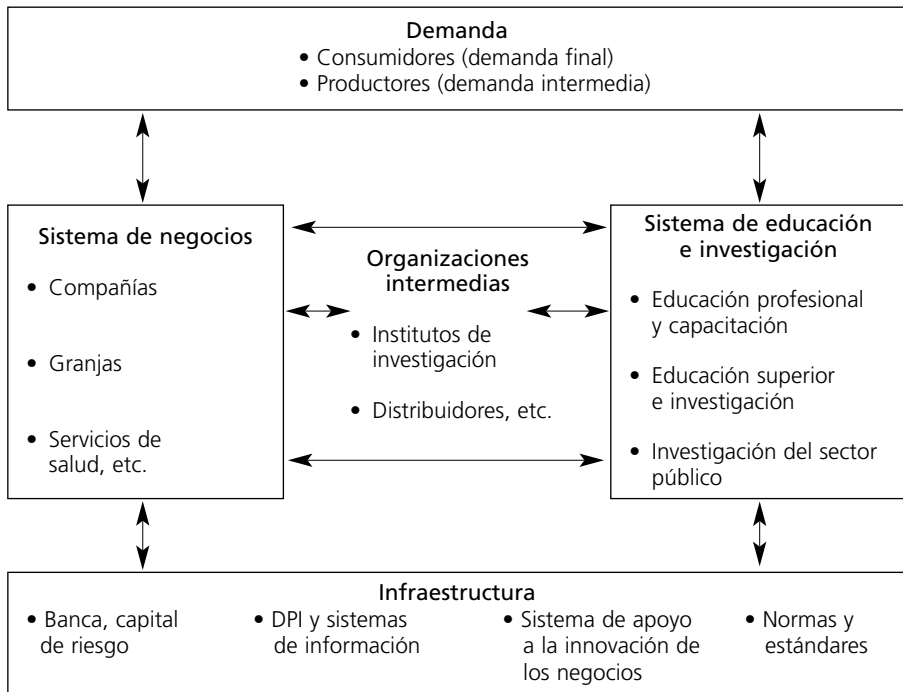 Demanda
• Consumidores (demanda final)
• Productores (demanda intermedia)
Sistema de negocios
• Compañías
• Granjas
• Servicios de
salud, etc.
Organizaciones
intermedias
• Institutos de
investigación
• Distribuidores, etc.
Sistema de educación
e investigación
• Educación profesional
y capacitación
• Educación superior
e investigación
• Investigación del sector
público
Infraestructura
• Banca, capital
de riesgo
• DPI y sistemas
de información
• Sistema de apoyo
a la innovación de
los negocios
• Normas y
estándares